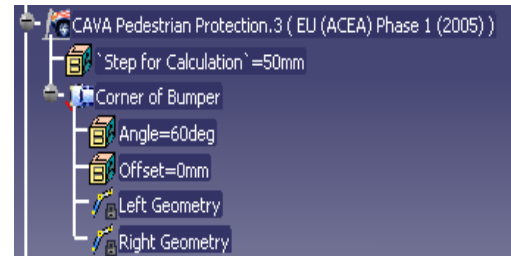 CAVA Pedestrian Protection.3 ( EU (ACEA) Phase 1 (2005) )
`Step for Calculation`=50mm
Corner of Bumper
Angle=60deg
Offset=0mm
Left Geometry
Right Geometry